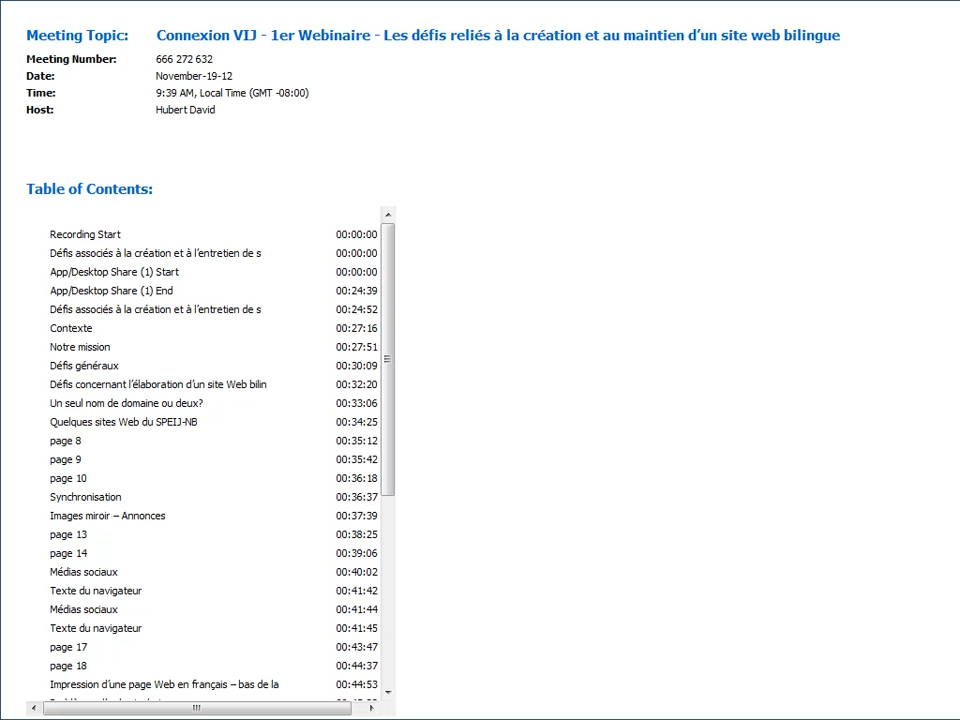 Meeting Topic: Connexion VIJ - 1er Webinaire - Les défis reliés à la création et au maintien d’un site web bilingue
Meeting Number: 666 272 632
Date: November-19-12
Time: 9:39 AM, Local Time (GMT -08:00)
Host: Hubert David
Table of Contents:
Recording Start 00:00:00
Défis associés à la création et à l’entretien de s 00:00:00
App/Desktop Share (1) Start 00:00:00
App/Desktop Share (1) End 00:24:39
Défis associés à la création et à l’entretien de s 00:24:52
Contexte 00:27:16
Notre mission 00:27:51
Défis généraux 00:30:09
Défis concernant l’élaboration d’un site Web bilin 00:32:20
Un seul nom de domaine ou deux? 00:33:06
Quelques sites Web du SPEIJ-NB 00:34:25
page 8 00:35:12
page 9 00:35:42
page 10 00:36:18
Synchronisation 00:36:37
Images miroir – Annonces 00:37:39
page 13 00:38:25
page 14 00:39:06
Médias sociaux 00:40:02
Texte du navigateur 00:41:42
Médias sociaux 00:41:44
Texte du navigateur 00:41:45
page 17 00:43:47
page 18 00:44:37
Impression d’une page Web en français – bas de la 00:44:53